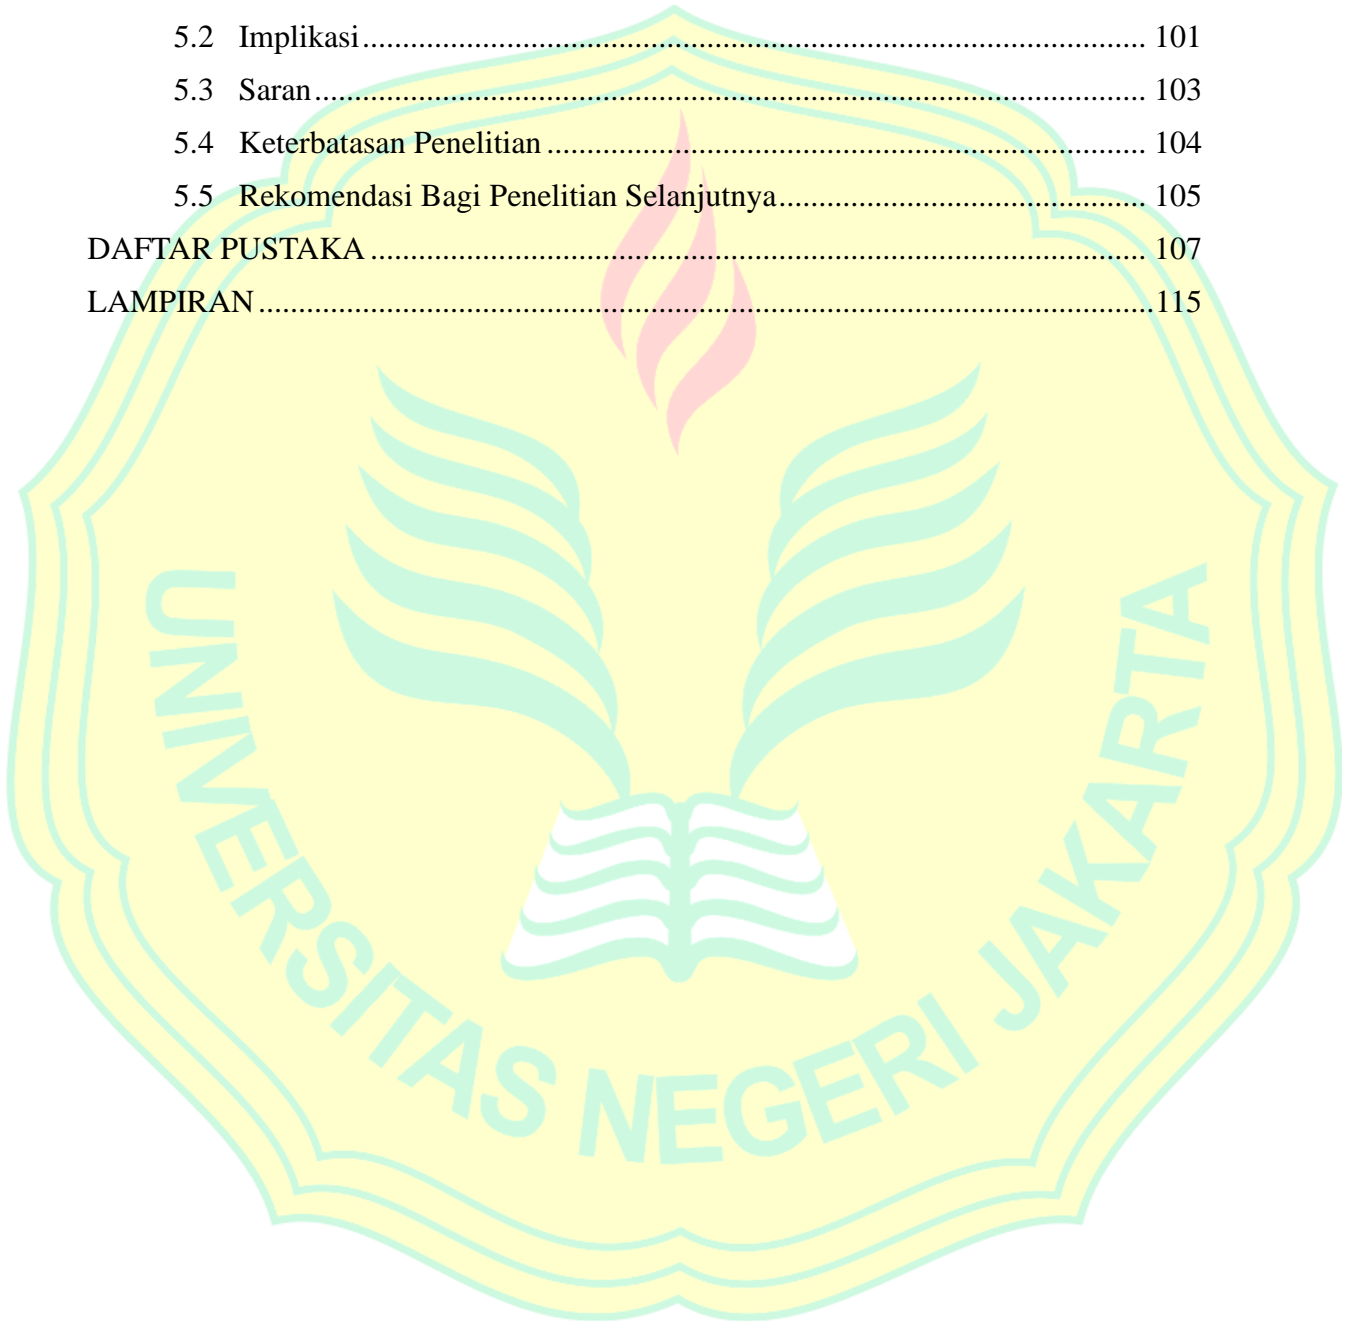 5.2 Implikasi.................................................................................................. 101
5.3 Saran........................................................................................................ 103
5.4 Keterbatasan Penelitian ........................................................................... 104
5.5 Rekomendasi Bagi Penelitian Selanjutnya.............................................. 105
DAFTAR PUSTAKA ................................................................................................ 107
LAMPIRAN ................................................................................................................115
UNIVERSITAS NEGERI JAKARTA